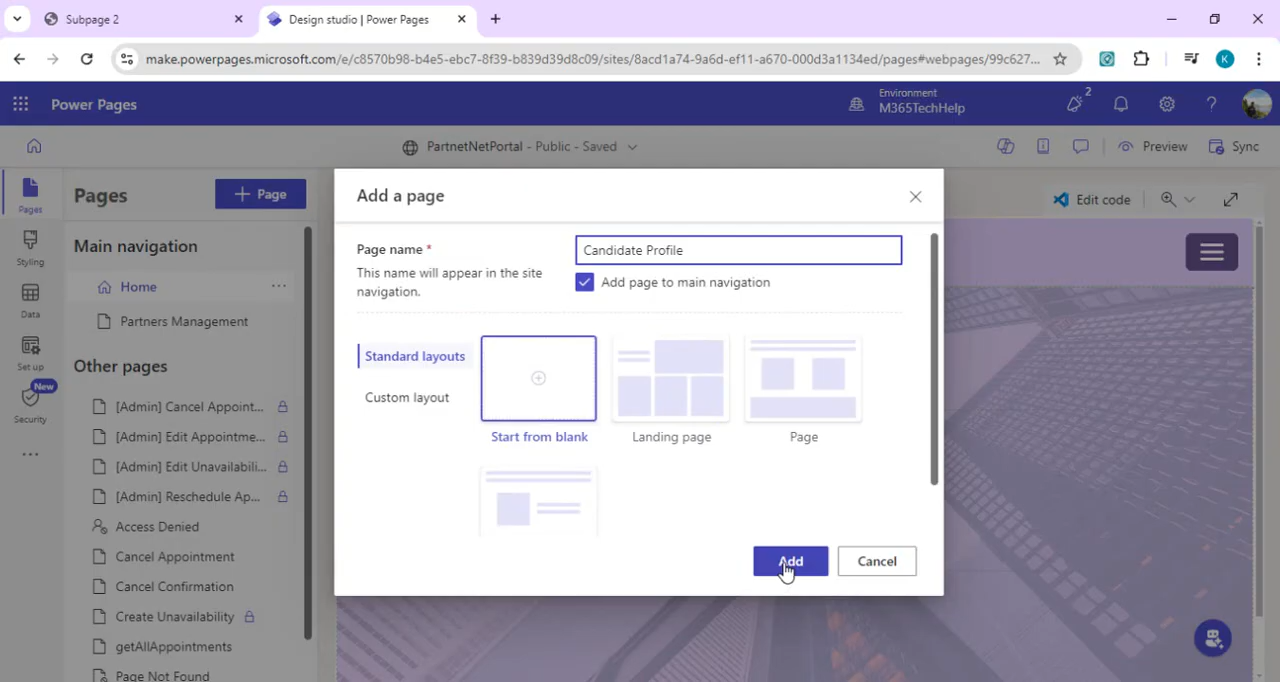 Subpage 2
Design studio | Power Pages
make.powerpages.microsoft.com/e/c8570b98-b4e5-ebc7-8f39-b839d39d8c09/sites/8acd1a74-9a6d-ef11-a670-000d3a1134ed/pages#webpages/99c627...
K
Power Pages
Environment
M365TechHelp
2
PartnetNetPortal - Public - Saved
Preview
Sync
Pages
Styling
Data
Set up
New
Security
Pages
Page
Main navigation
Home
Partners Management
Other pages
[Admin] Cancel Appoint...
[Admin] Edit Appointme...
[Admin] Edit Unavailabili...
[Admin] Reschedule Ap...
Access Denied
Cancel Appointment
Cancel Confirmation
Create Unavailability
getAllAppointments
Page Not Found
Edit code
Add a page
Page name *
This name will appear in the site
navigation.
Candidate Profile
Add page to main navigation
Standard layouts
Custom layout
Start from blank
Landing page
Page
Add
Cancel